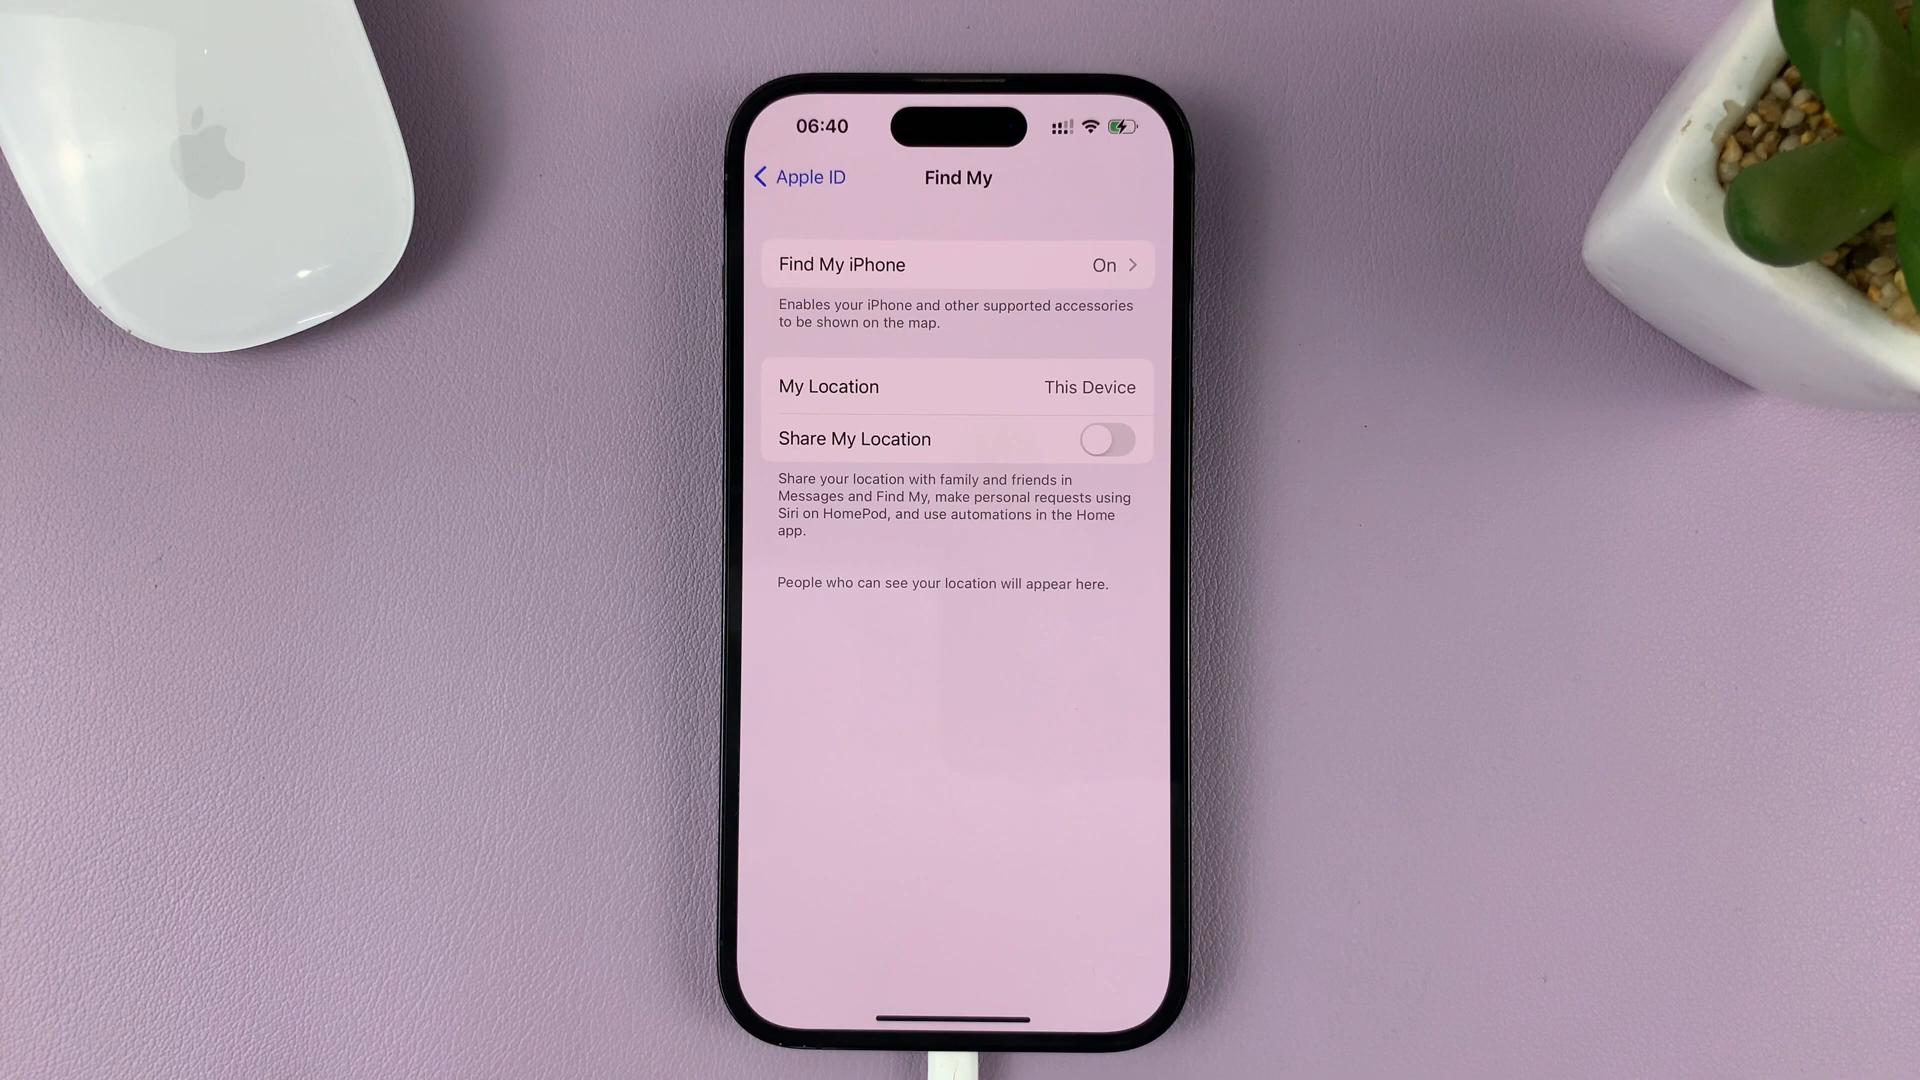 06:40
Apple ID
Find My
Find My iPhone
On
Enables your iPhone and other supported accessories
to be shown on the map.
My Location
This Device
Share My Location
Share your location with family and friends in
Messages and Find My, make personal requests using
Siri on HomePod, and use automations in the Home
app.
People who can see your location will appear here.